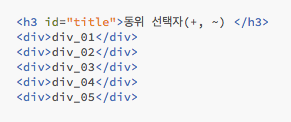 <h3 id="title">동위 선택자(+, ~) </h3>
<div>div_01</div>
<div>div_02</div>
<div>div_03</div>
<div>div_04</div>
<div>div_05</div>